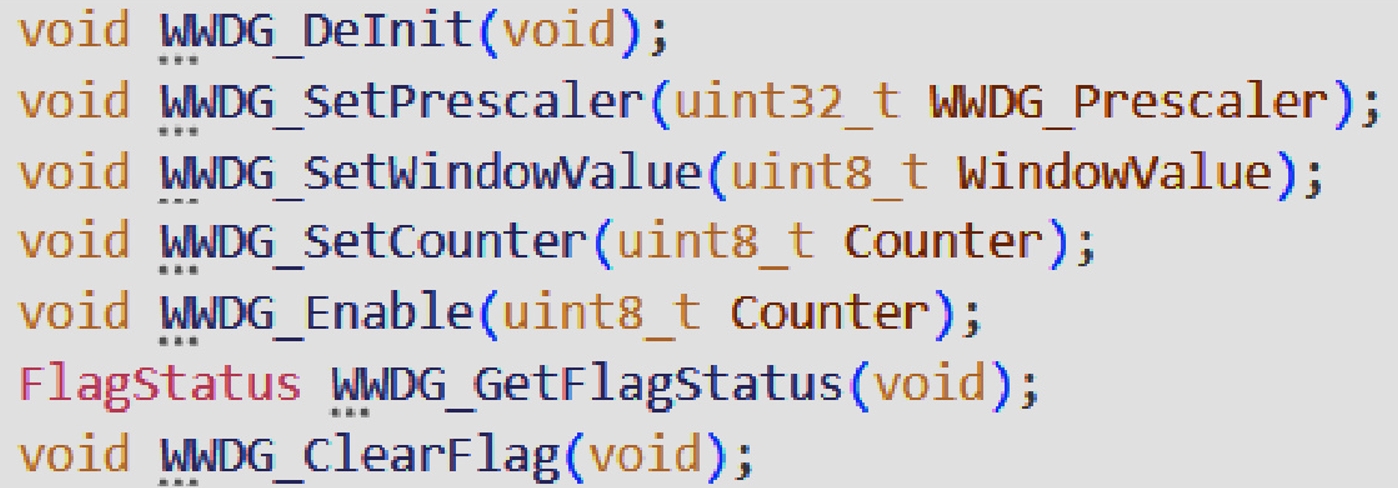 void WWDG_DeInit(void);
void WWDG_SetPrescaler(uint32_t WWDG_Prescaler);
void WWDG_SetWindowValue(uint8_t WindowValue);
void WWDG_SetCounter(uint8_t Counter);
void WWDG_Enable(uint8_t Counter);
FlagStatus WWDG_GetFlagStatus(void);
void WWDG_ClearFlag(void);